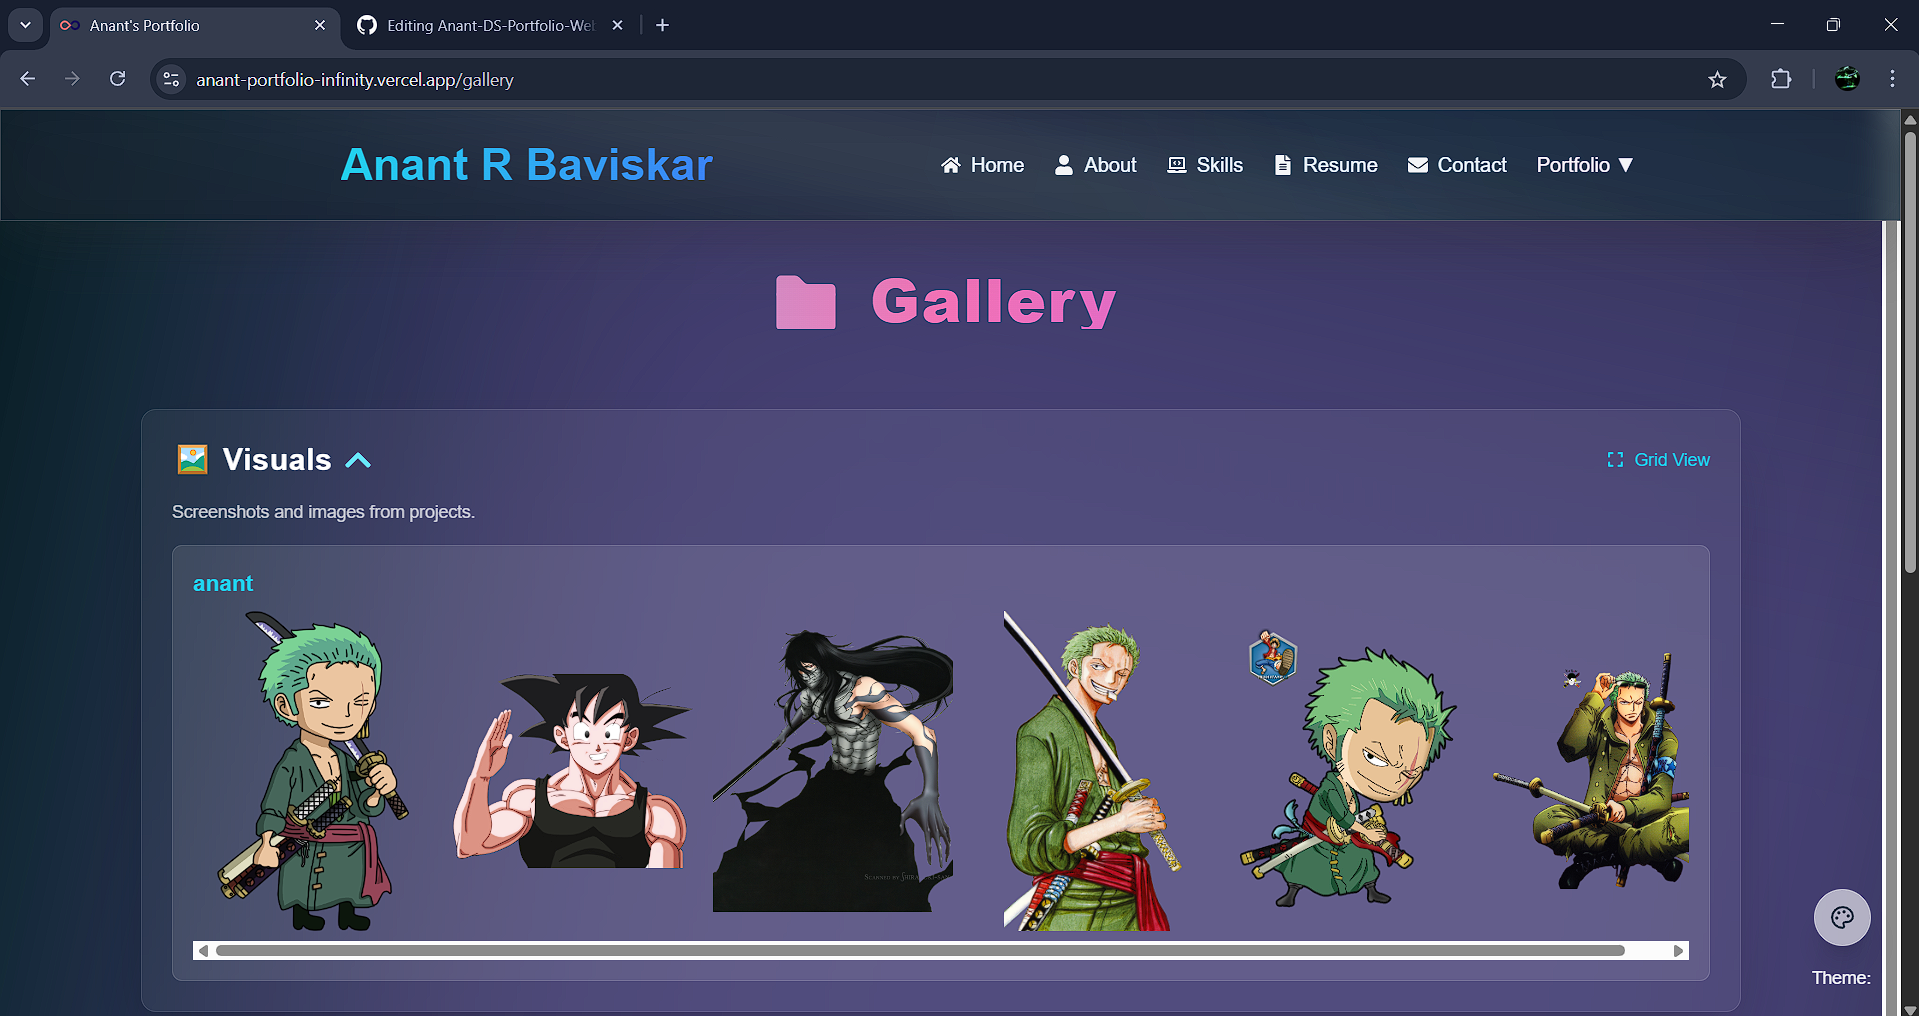 Anant's Portfolio
Editing Anant-DS-Portfolio-Web
anant-portfolio-infinity.vercel.app/gallery
Anant R Baviskar
Home
About
Skills
Resume
Contact
Portfolio ▼
Gallery
Visuals
Grid View
Screenshots and images from projects.
anant
Theme: